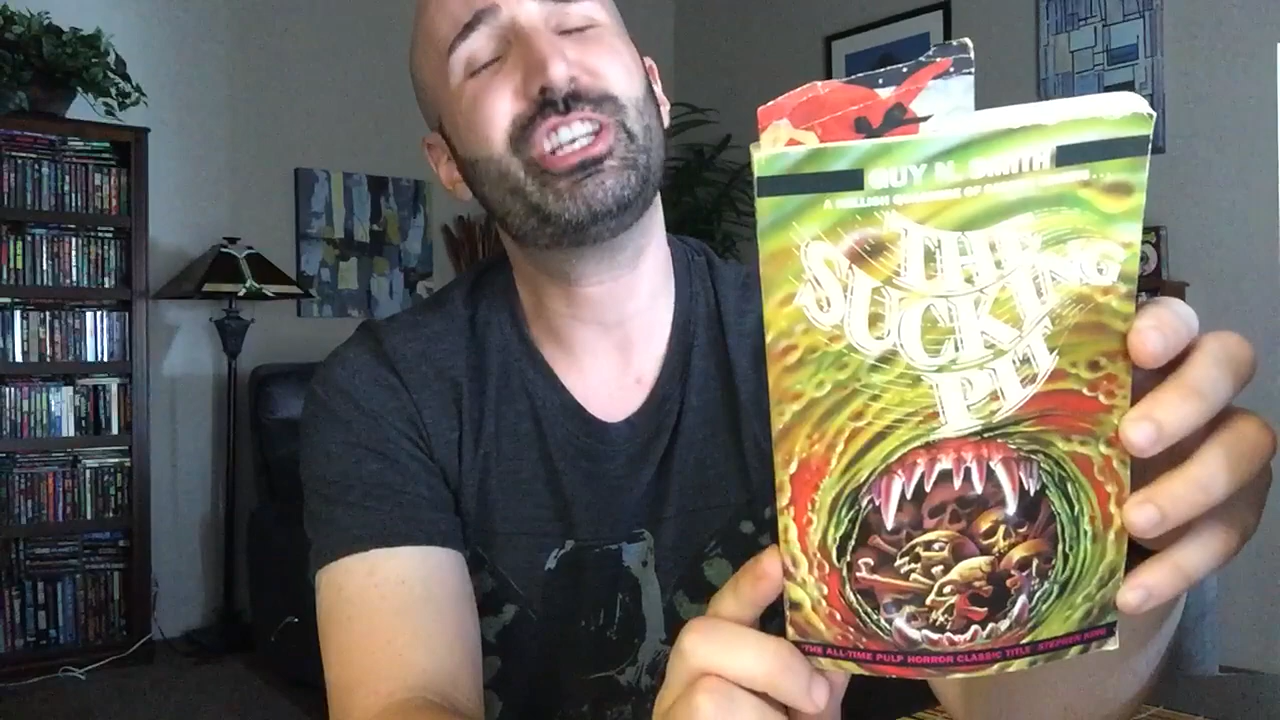 GUY N. SMITH
THE
SUCKING
PIT
'THE ALL-TIME PULP HORROR CLASSIC TITLE' STEPHEN KING